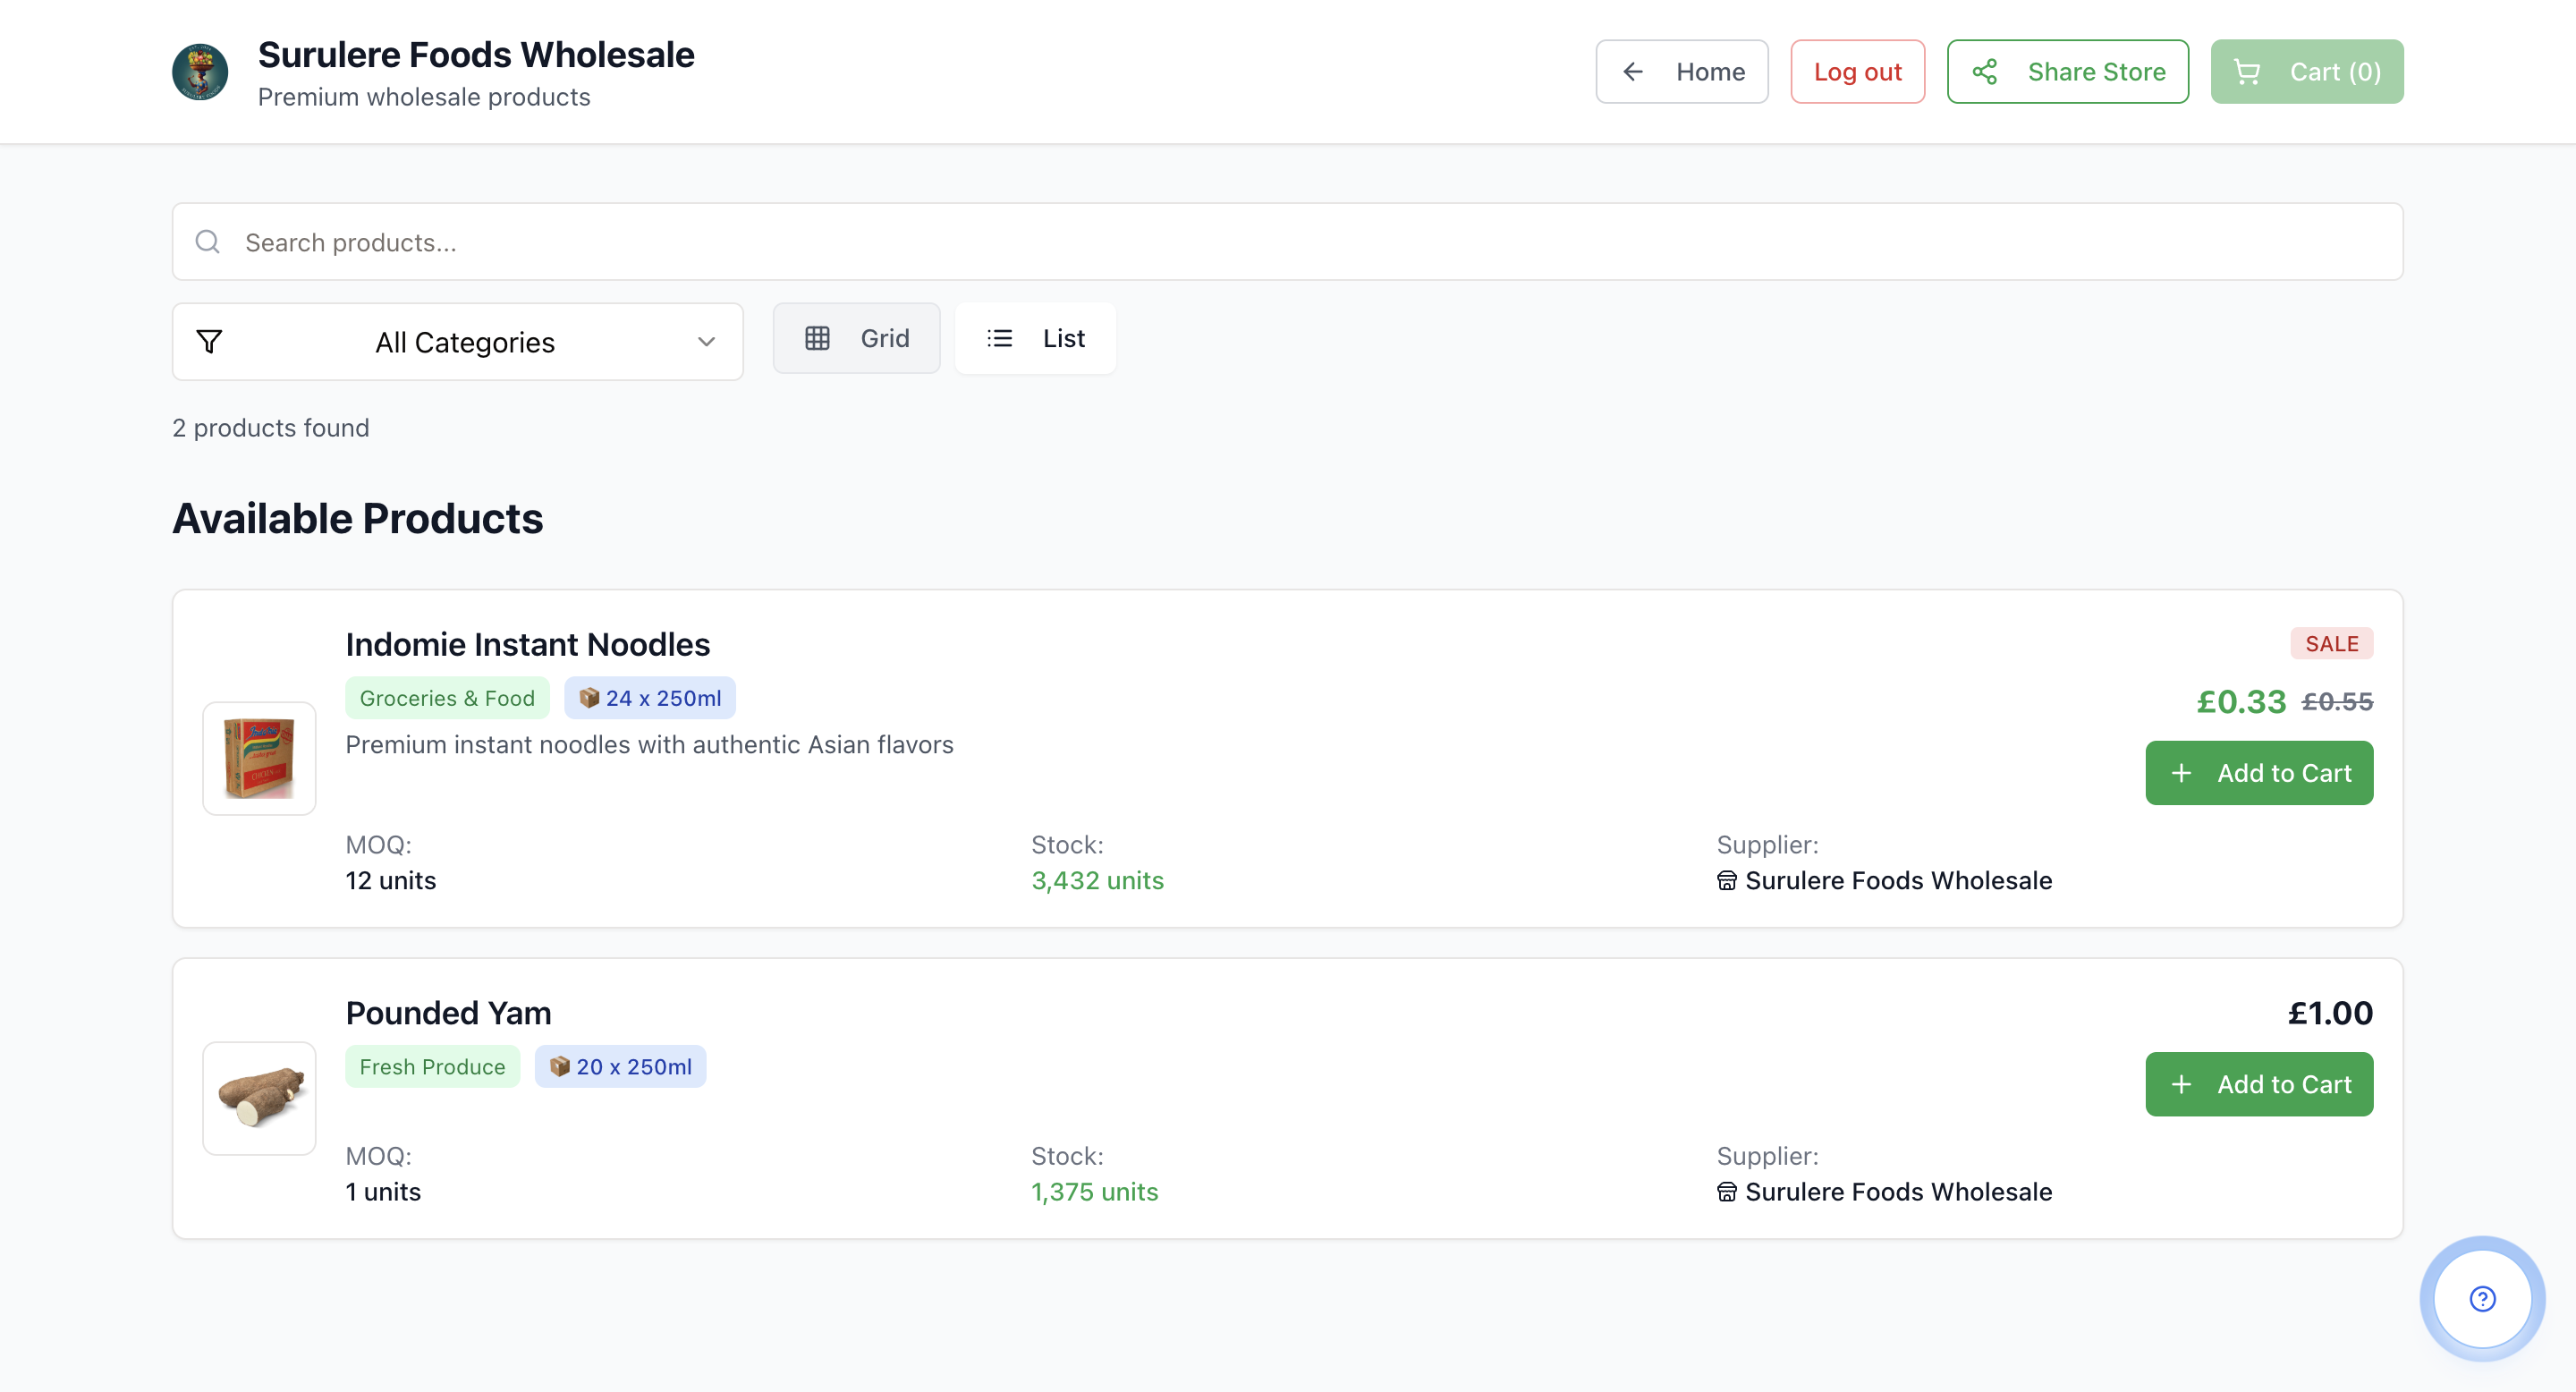 Surulere Foods Wholesale
Premium wholesale products
Home
Log out
Share Store
Cart (0)
Search products...
All Categories
Grid
List
2 products found
Available Products
Indomie Instant Noodles
SALE
Groceries & Food
24 x 250ml
£0.33 £0.55
Premium instant noodles with authentic Asian flavors
Add to Cart
MOQ:
12 units
Stock:
3,432 units
Supplier:
Surulere Foods Wholesale
Pounded Yam
£1.00
Fresh Produce
20 x 250ml
Add to Cart
MOQ:
1 units
Stock:
1,375 units
Supplier:
Surulere Foods Wholesale